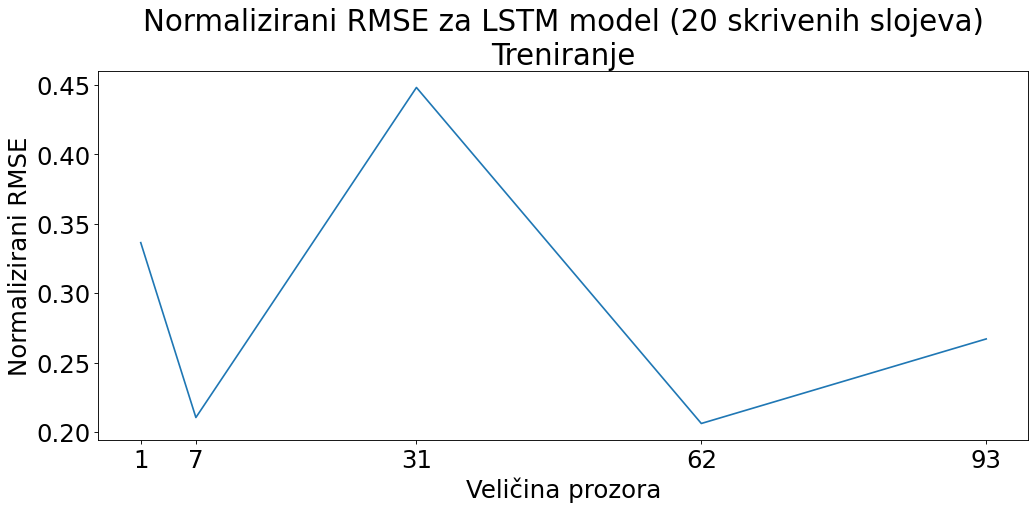 Normalizirani RMSE za LSTM model (20 skrivenih slojeva)
Treniranje
Normalizirani RMSE
0.45
0.40
0.35
0.30
0.25
0.20
1 7 31 62 93
Veličina prozora